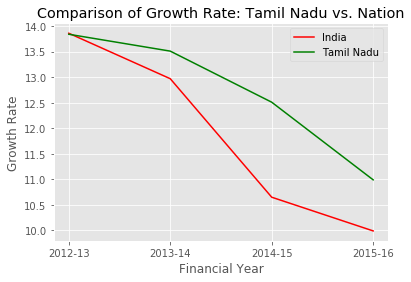 Comparison of Growth Rate: Tamil Nadu vs. Nation
14.0
13.5
13.0
12.5
12.0
11.5
11.0
10.5
10.0
Growth Rate
India
Tamil Nadu
2012-13 2013-14 2014-15 2015-16
Financial Year